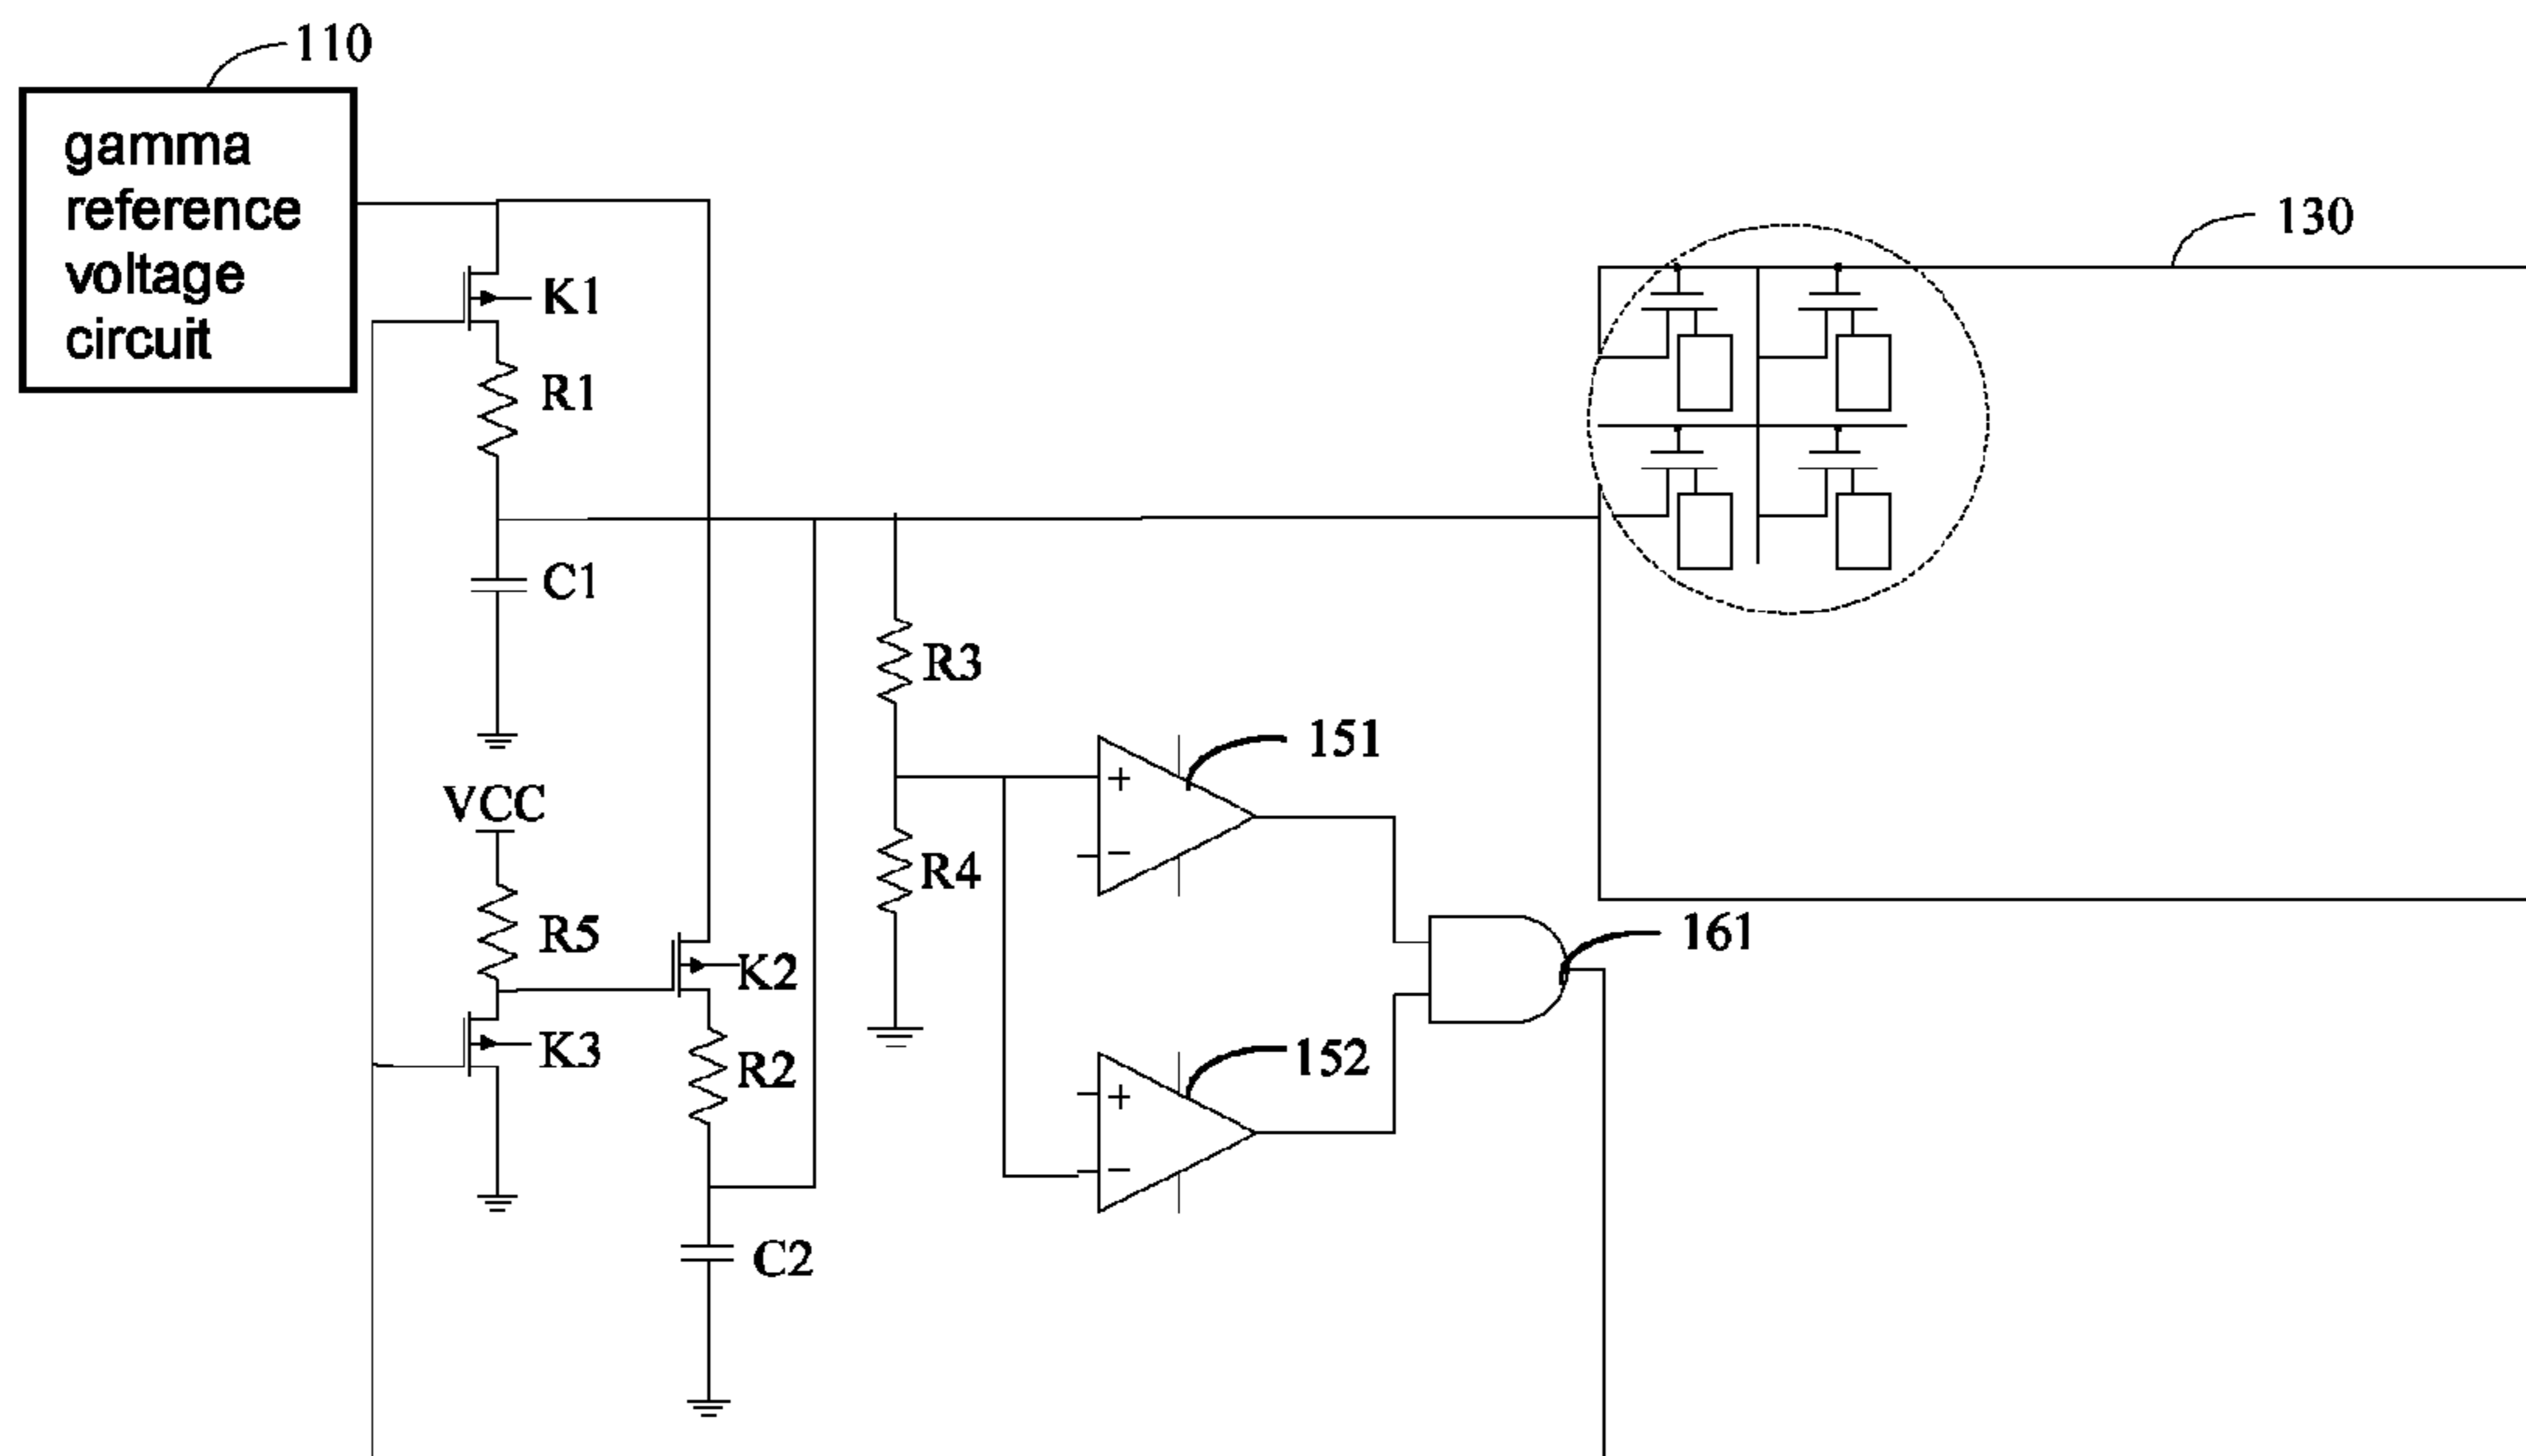 110
gamma
reference
voltage
circuit
130
K1
R1
C1
R3
151
VCC
R4
R5
161
K2
K3
152
R2
C2
+
−
+
−